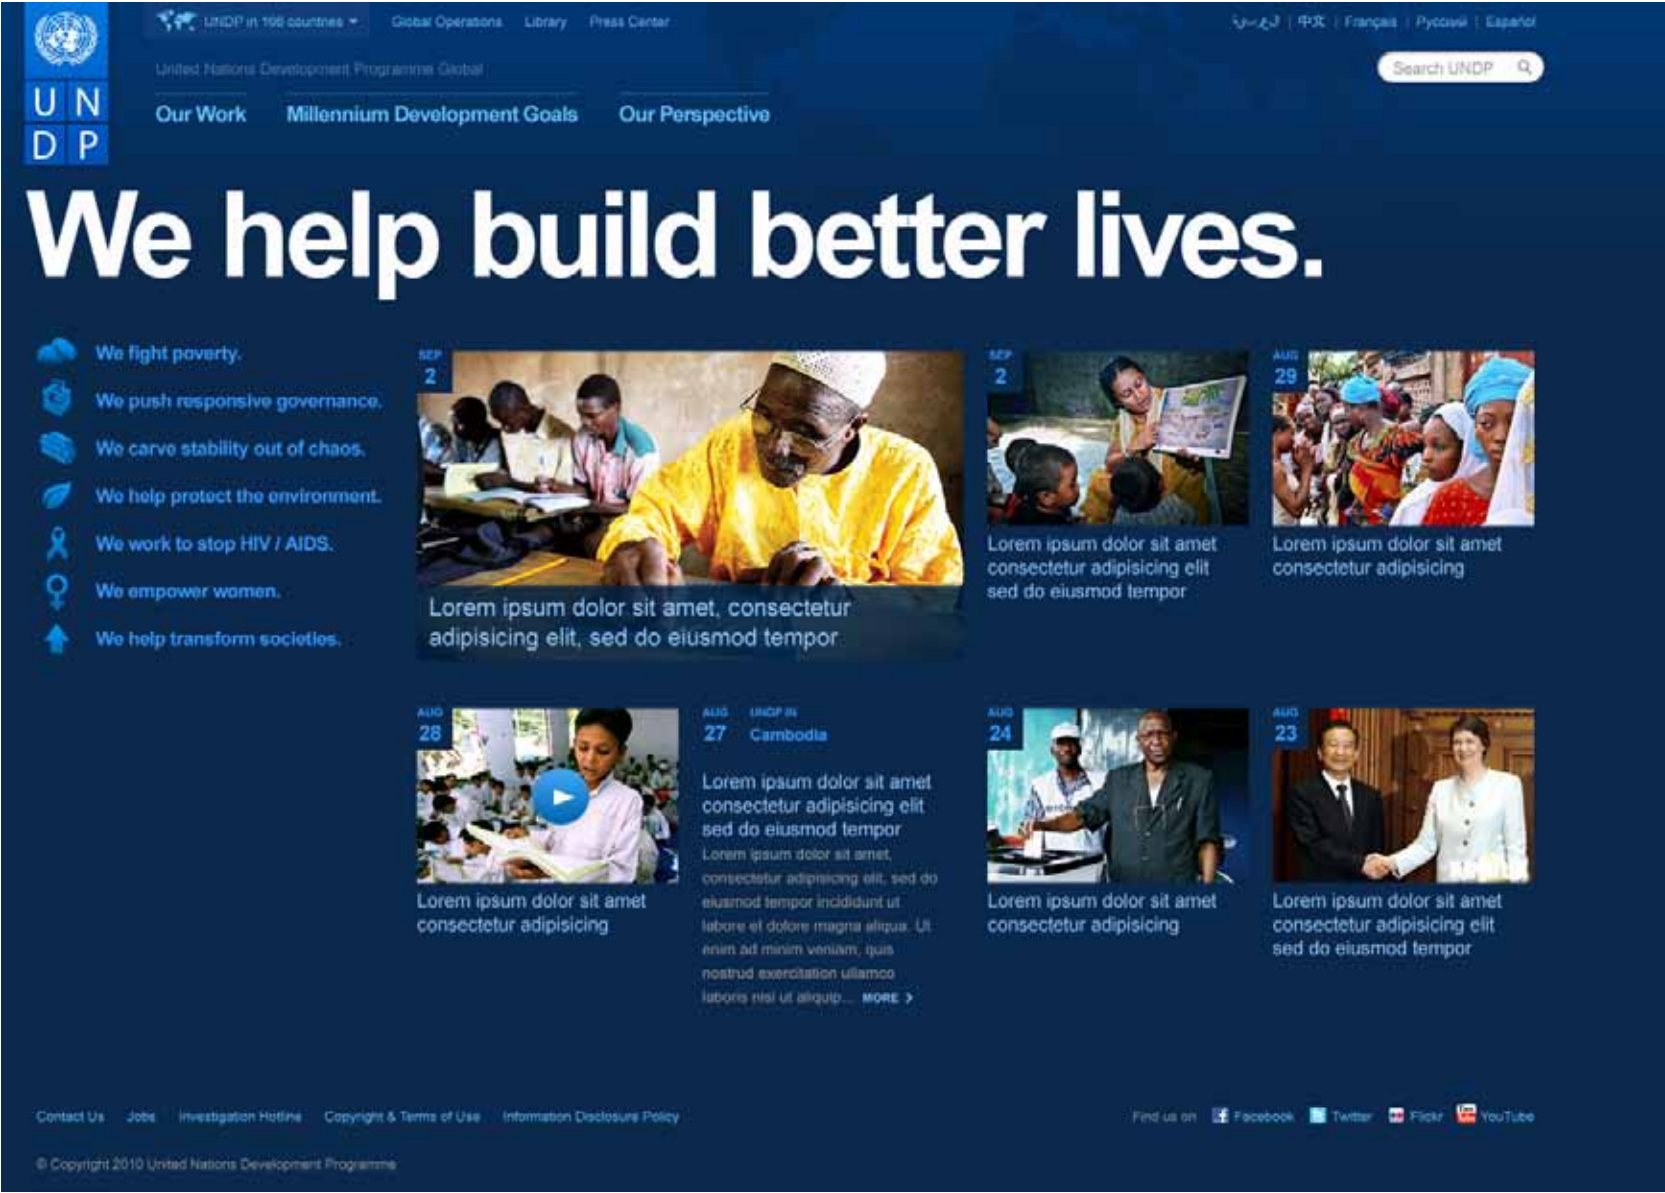 UNDP in 166 countries
Global Operations
Library
Press Center
中文 | Français | Русский | Español
United Nations Development Programme Global
Search UNDP
U N
D P
Our Work
Millennium Development Goals
Our Perspective
We help build better lives.
We fight poverty.
We push responsive governance.
We carve stability out of chaos.
We help protect the environment.
We work to stop HIV / AIDS.
We empower women.
We help transform societies.
SEP
2
Lorem ipsum dolor sit amet, consectetur
adipisicing elit, sed do eiusmod tempor
SEP
2
Lorem ipsum dolor sit amet
consectetur adipisicing elit
sed do eiusmod tempor
AUG
29
Lorem ipsum dolor sit amet
consectetur adipisicing
AUG
28
Lorem ipsum dolor sit amet
consectetur adipisicing
AUG
27
UNDP IN
Cambodia
Lorem ipsum dolor sit amet
consectetur adipisicing elit
sed do eiusmod tempor
Lorem ipsum dolor sit amet,
consectetur adipisicing elit, sed do
eiusmod tempor incididunt ut
labore et dolore magna aliqua. Ut
enim ad minim veniam, quis
nostrud exercitation ullamco
laboris nisi ut aliquip... MORE
AUG
24
Lorem ipsum dolor sit amet
consectetur adipisicing
AUG
23
Lorem ipsum dolor sit amet
consectetur adipisicing elit
sed do eiusmod tempor
Contact Us
Jobs
Investigation Hotline
Copyright & Terms of Use
Information Disclosure Policy
Find us on
Facebook
Twitter
Flickr
YouTube
© Copyright 2010 United Nations Development Programme